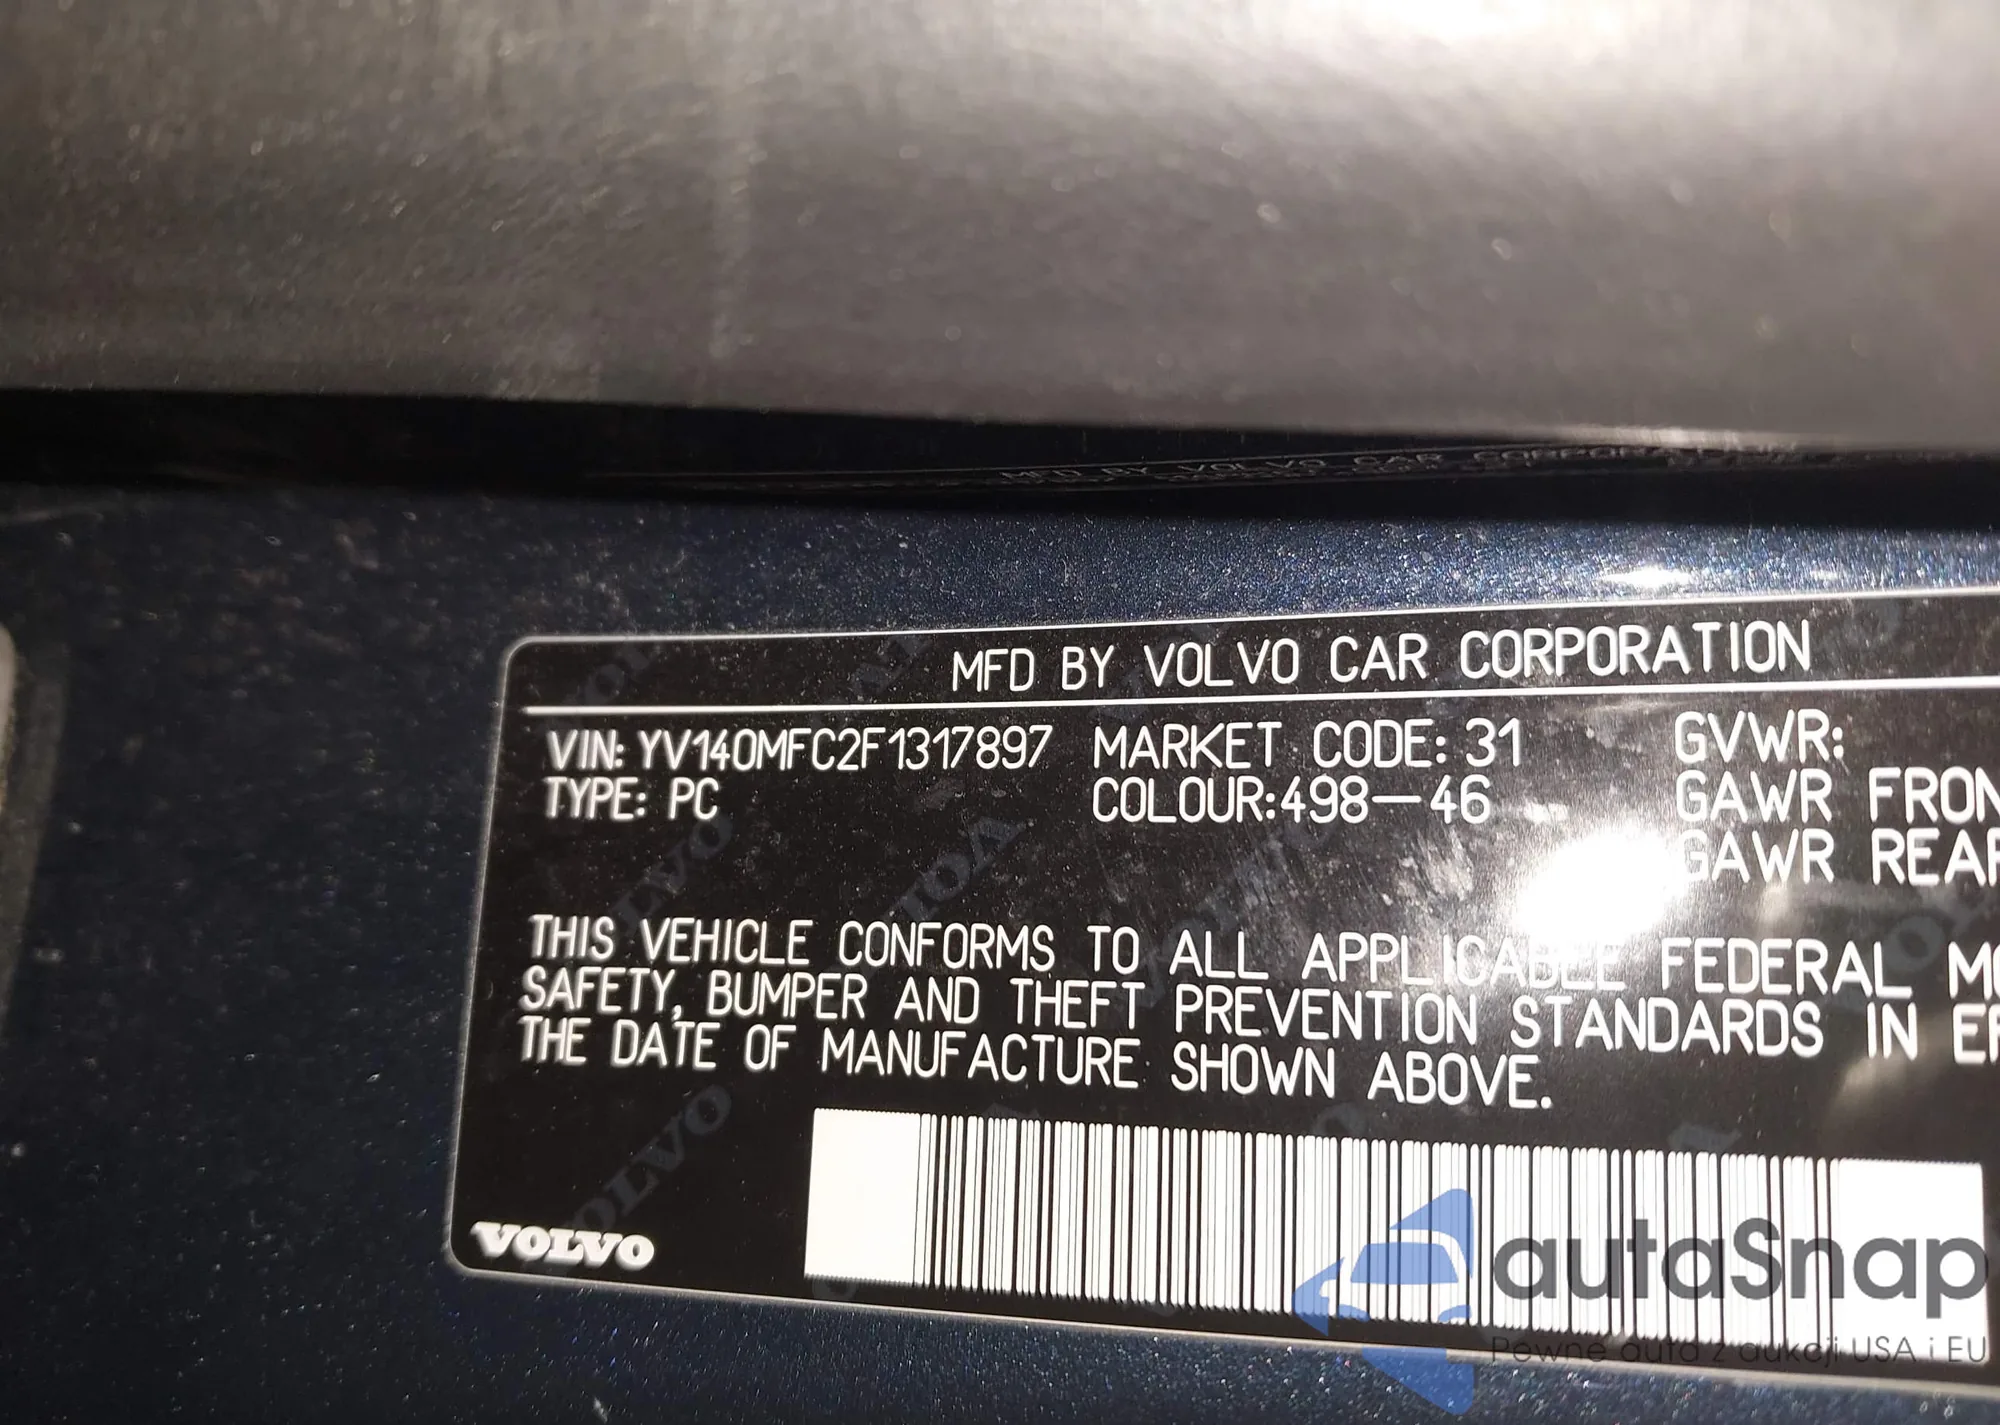 MFD BY VOLVO CAR CORPORATION
VIN: YV140MFC2F1317897 MARKET CODE: 31 GVWR:
TYPE: PC COLOUR:498-46 GAWR FRON
GAWR REAR
THIS VEHICLE CONFORMS TO ALL APPLICABLE FEDERAL MO
SAFETY, BUMPER AND THEFT PREVENTION STANDARDS IN EF
THE DATE OF MANUFACTURE SHOWN ABOVE.
VOLVO
autaSnap
Pewne auta z aukcji USA i EU